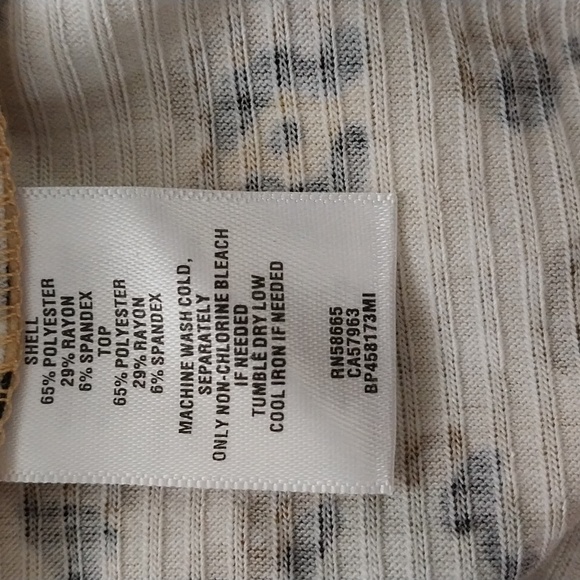 SHELL
65% POLYESTER
29% RAYON
6% SPANDEX
TOP
65% POLYESTER
29% RAYON
6% SPANDEX
MACHINE WASH COLD,
SEPARATELY
ONLY NON-CHLORINE BLEACH
IF NEEDED
TUMBLE DRY LOW
COOL IRON IF NEEDED
RN58665
CA57963
BP458173MI